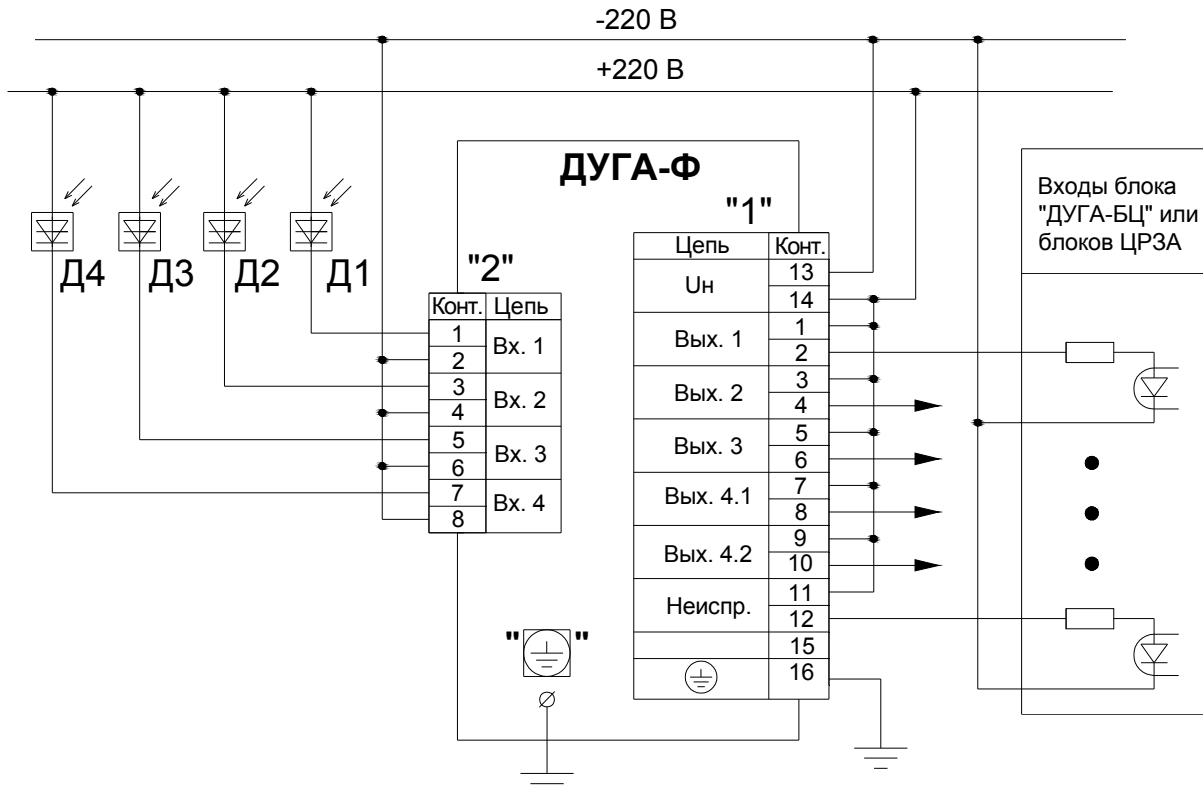 -220 В
+220 В
ДУГА-Ф
"1"
Входы блока
"ДУГА-БЦ" или
блоков ЦРЗА
Д4 Д3 Д2 Д1
"2"
Конт. Цепь
1 Вх. 1
2
3 Вх. 2
4
5 Вх. 3
6
7 Вх. 4
8
Цепь Конт.
Uн 13
14
Вых. 1 1
2
Вых. 2 3
4
Вых. 3 5
6
Вых. 4.1 7
8
Вых. 4.2 9
10
Неиспр. 11
12
15
16
" "